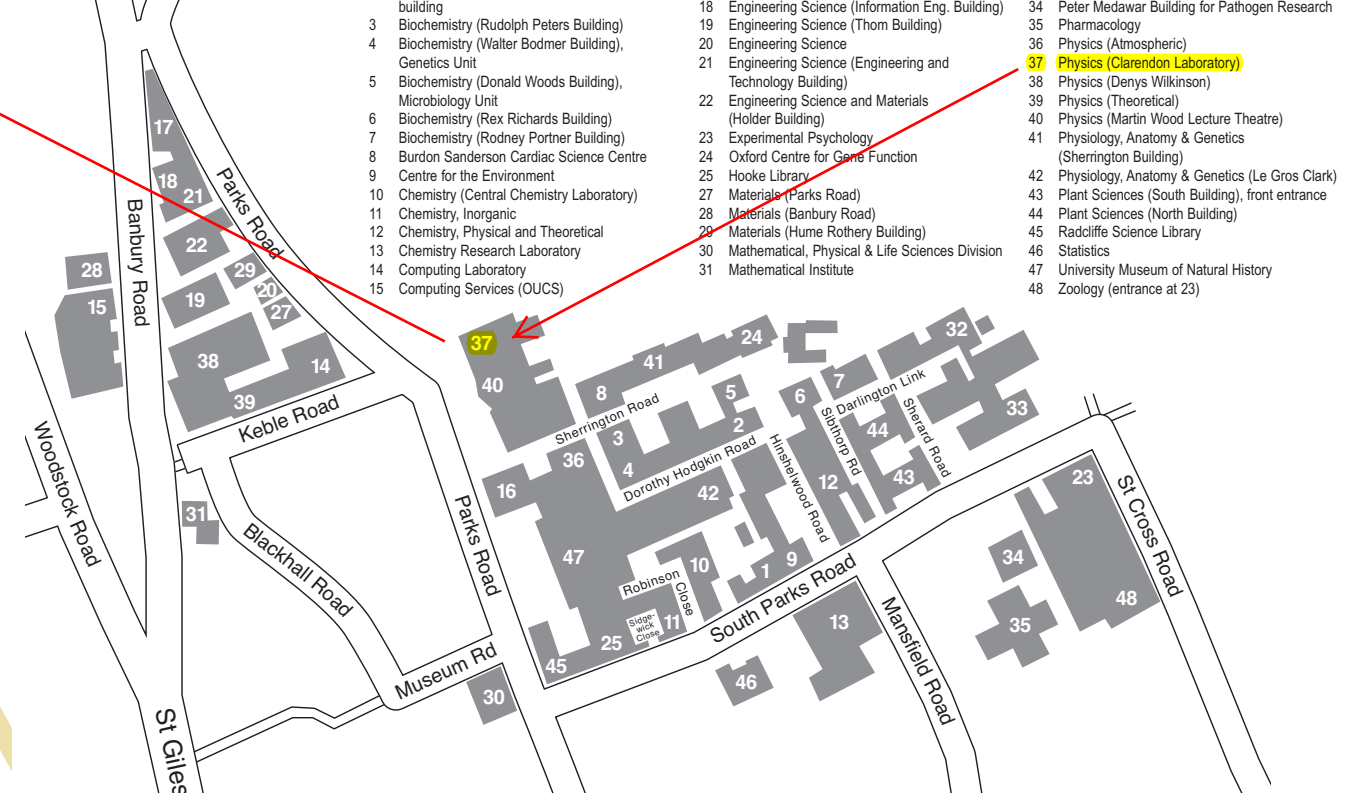 building
3 Biochemistry (Rudolph Peters Building)
4 Biochemistry (Walter Bodmer Building),
Genetics Unit
5 Biochemistry (Donald Woods Building),
Microbiology Unit
6 Biochemistry (Rex Richards Building)
7 Biochemistry (Rodney Portner Building)
8 Burdon Sanderson Cardiac Science Centre
9 Centre for the Environment
10 Chemistry (Central Chemistry Laboratory)
11 Chemistry, Inorganic
12 Chemistry, Physical and Theoretical
13 Chemistry Research Laboratory
14 Computing Laboratory
15 Computing Services (OUCS)
18 Engineering Science (Information Eng. Building)
19 Engineering Science (Thom Building)
20 Engineering Science
21 Engineering Science (Engineering and
Technology Building)
22 Engineering Science and Materials
(Holder Building)
23 Experimental Psychology
24 Oxford Centre for Gene Function
25 Hooke Library
27 Materials (Parks Road)
28 Materials (Banbury Road)
29 Materials (Hume Rothery Building)
30 Mathematical, Physical & Life Sciences Division
31 Mathematical Institute
34 Peter Medawar Building for Pathogen Research
35 Pharmacology
36 Physics (Atmospheric)
37 Physics (Clarendon Laboratory)
38 Physics (Denys Wilkinson)
39 Physics (Theoretical)
40 Physics (Martin Wood Lecture Theatre)
41 Physiology, Anatomy & Genetics
(Sherrington Building)
42 Physiology, Anatomy & Genetics (Le Gros Clark)
43 Plant Sciences (South Building), front entrance
44 Plant Sciences (North Building)
45 Radcliffe Science Library
46 Statistics
47 University Museum of Natural History
48 Zoology (entrance at 23)
17
18
21
Parks Road
Banbury Road
22
28
29
20
15
19
27
38
14
39
Keble Road
Woodstock Road
31
Blackhall Road
Museum Rd
30
St Giles
Parks Road
37
40
41
24
8
Sherrington Road
3
4
5
2
Dorothy Hodgkin Road
36
16
42
47
Robinson
Close
10
Sidge-
wick
Close
11
25
45
1
9
South Parks Road
Hinshelwood Road
6
7
12
Sibthorp Rd
Darlington Link
32
44
43
Sherard Road
33
23
St Cross Road
34
35
48
13
46
Mansfield Road